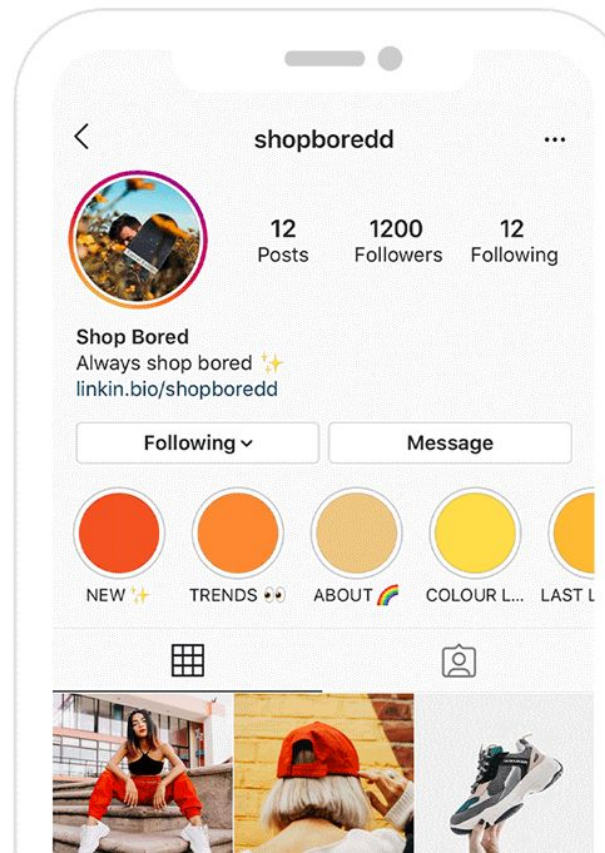 shopboredd
12 1200 12
Posts Followers Following
Shop Bored
Always shop bored ✨
linkin.bio/shopboredd
Following Message
NEW ✨ TRENDS 👀 ABOUT 🌈 COLOUR L... LAST L